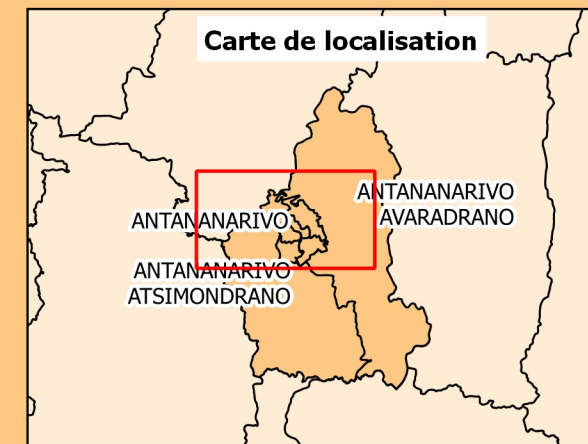 Carte de localisation
ANTANANARIVO
AVARADRANO
ANTANANARIVO
ANTANANARIVO
ATSIMONDRANO